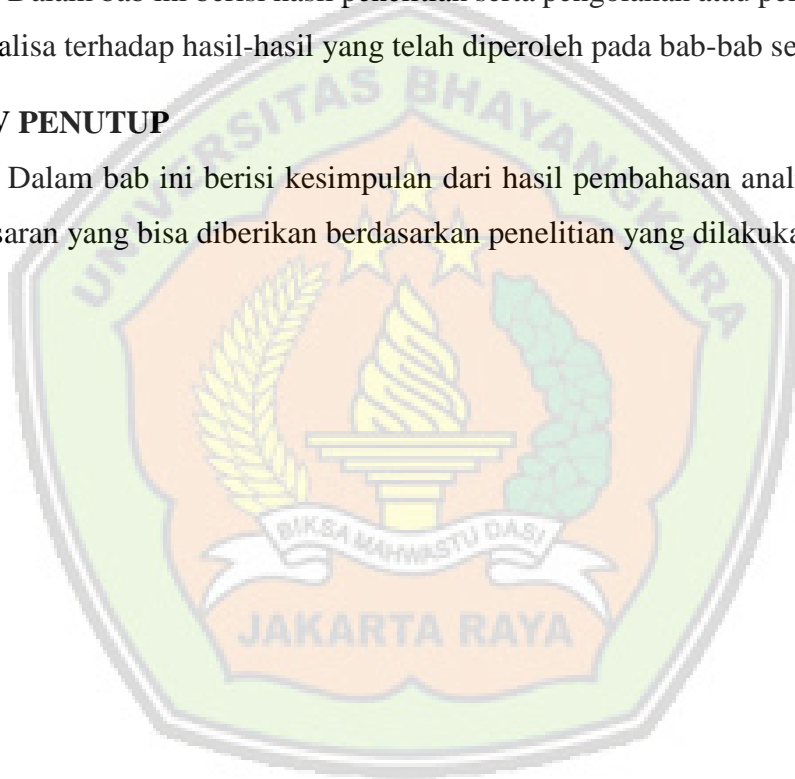 Dalam bab ini berisi hasil penelitian serta pengolahan atau
alisa terhadap hasil-hasil yang telah diperoleh pada bab-bab se
V PENUTUP
Dalam bab ini berisi kesimpulan dari hasil pembahasan anal
saran yang bisa diberikan berdasarkan penelitian yang dilakuka
UNIVERSITAS BHAYANGKARA
BIKSA MAHWASTU DASI
JAKARTA RAYA